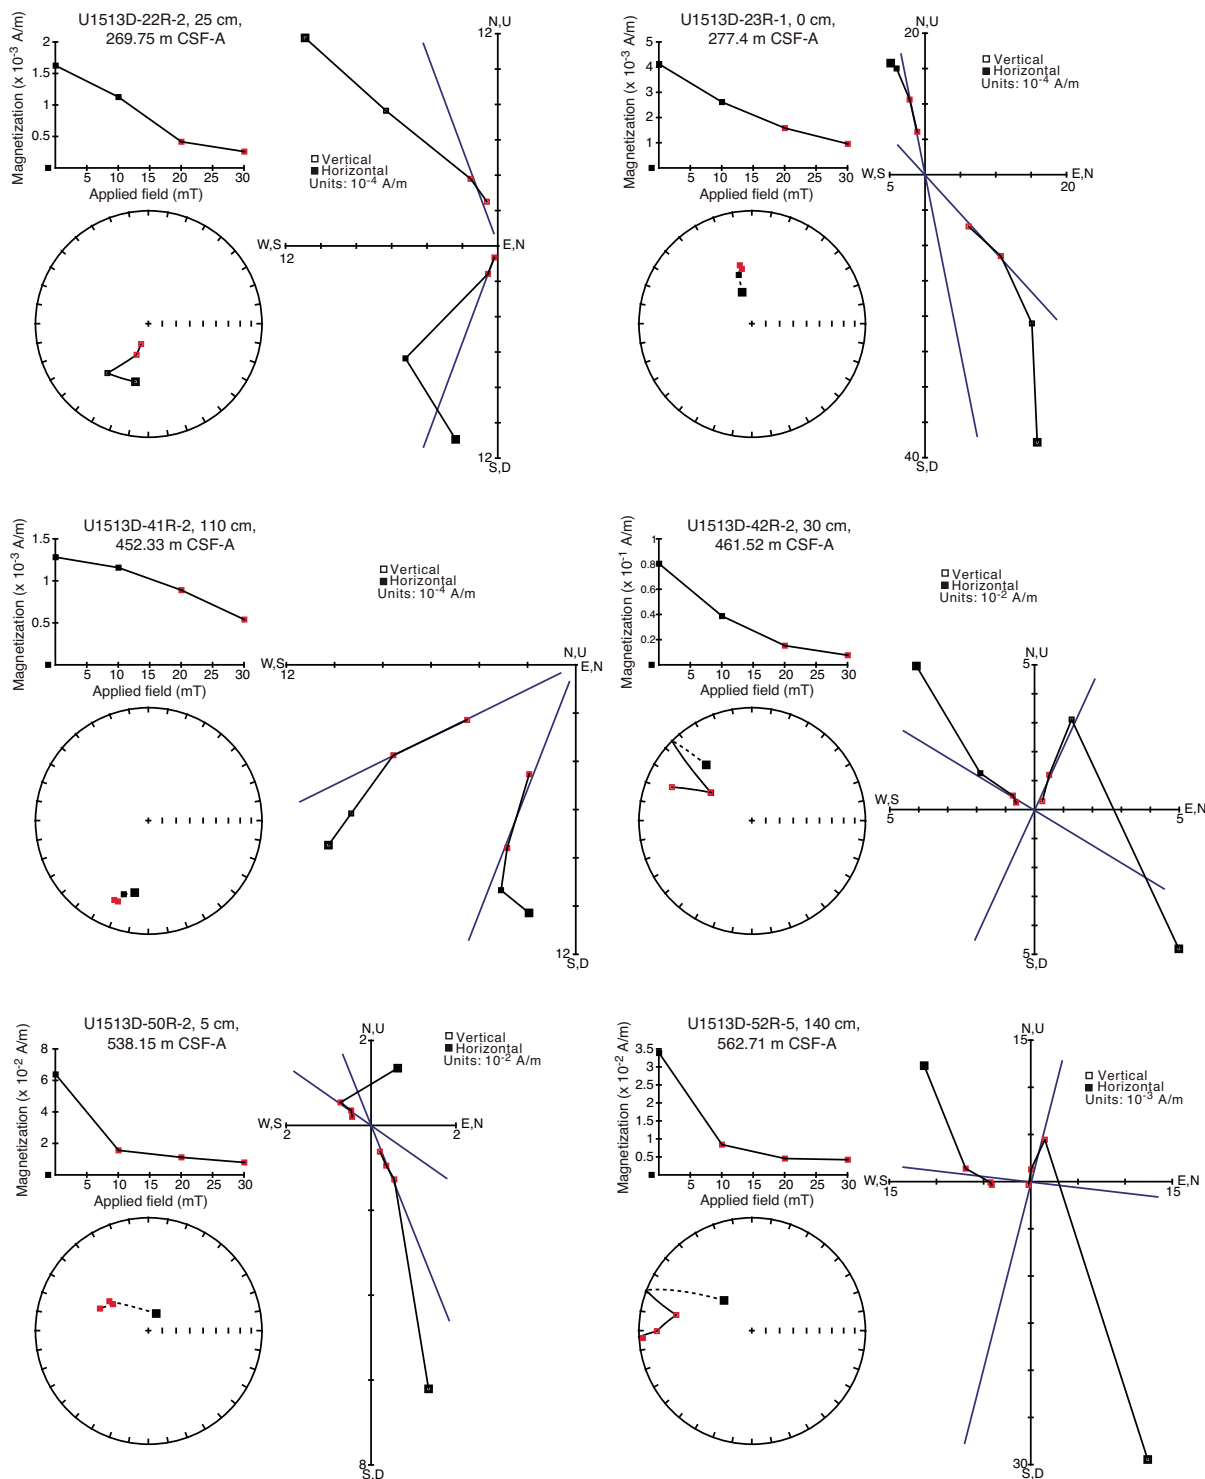 U1513D-22R-2, 25 cm,
269.75 m CSF-A
Magnetization (x 10⁻³ A/m)
2
1.5
1
0.5
5 10 15 20 25 30
Applied field (mT)
N,U
12
Vertical
Horizontal
Units: 10⁻⁴ A/m
W,S
12
E,N
12
S,D
U1513D-23R-1, 0 cm,
277.4 m CSF-A
Magnetization (x 10⁻³ A/m)
5
4
3
2
1
5 10 15 20 25 30
Applied field (mT)
N,U
20
Vertical
Horizontal
Units: 10⁻⁴ A/m
W,S
5
E,N
20
40
S,D
U1513D-41R-2, 110 cm,
452.33 m CSF-A
Magnetization (x 10⁻³ A/m)
1.5
1
0.5
5 10 15 20 25 30
Applied field (mT)
Vertical
Horizontal
Units: 10⁻⁴ A/m
N,U
W,S
12
E,N
12
S,D
U1513D-42R-2, 30 cm,
461.52 m CSF-A
Magnetization (x 10⁻¹ A/m)
1
0.8
0.6
0.4
0.2
5 10 15 20 25 30
Applied field (mT)
Vertical
Horizontal
Units: 10⁻² A/m
N,U
5
W,S
5
E,N
5
5
S,D
U1513D-50R-2, 5 cm,
538.15 m CSF-A
Magnetization (x 10⁻² A/m)
8
6
4
2
5 10 15 20 25 30
Applied field (mT)
N,U
2
Vertical
Horizontal
Units: 10⁻² A/m
W,S
2
E,N
2
8
S,D
U1513D-52R-5, 140 cm,
562.71 m CSF-A
Magnetization (x 10⁻² A/m)
3.5
3
2.5
2
1.5
1
0.5
5 10 15 20 25 30
Applied field (mT)
N,U
15
Vertical
Horizontal
Units: 10⁻³ A/m
W,S
15
E,N
15
30
S,D